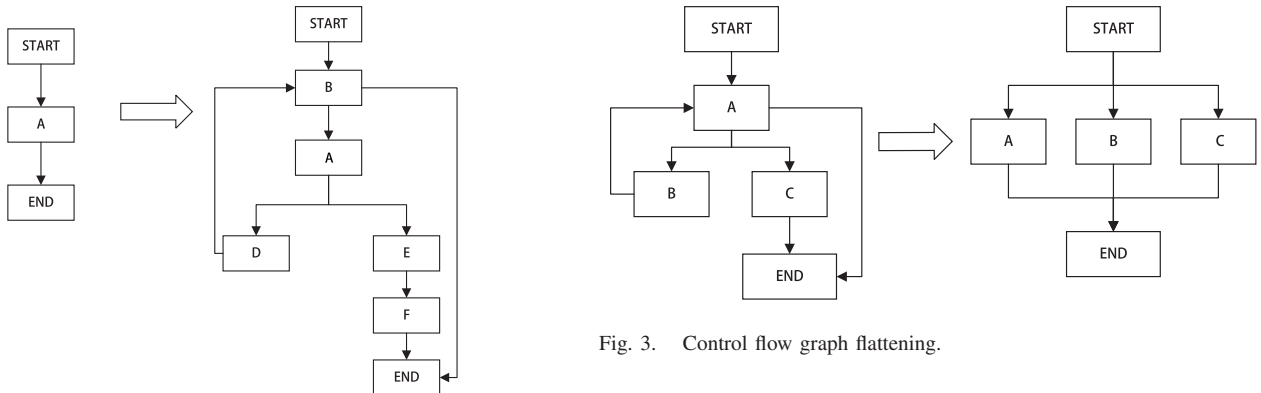 START
A
END
START
B
A
D
E
F
END
START
A
B
C
END
START
A
B
C
END
Fig. 3. Control flow graph flattening.